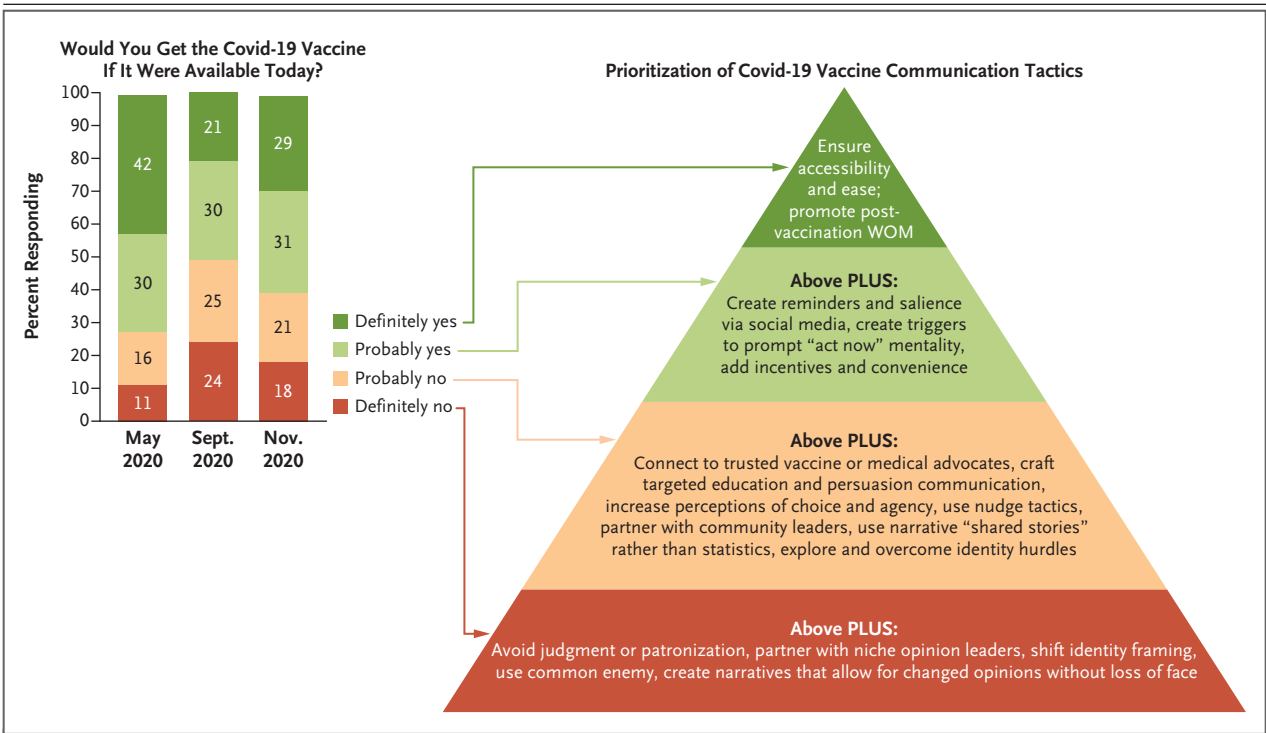 Would You Get the Covid-19 Vaccine
If It Were Available Today?
Percent Responding
100
90
80
70
60
50
40
30
20
10
0
42
30
16
11
21
30
25
24
29
31
21
18
May
2020
Sept.
2020
Nov.
2020
Definitely yes
Probably yes
Probably no
Definitely no
Prioritization of Covid-19 Vaccine Communication Tactics
Ensure
accessibility
and ease;
promote post-
vaccination WOM
Above PLUS:
Create reminders and salience
via social media, create triggers
to prompt “act now” mentality,
add incentives and convenience
Above PLUS:
Connect to trusted vaccine or medical advocates, craft
targeted education and persuasion communication,
increase perceptions of choice and agency, use nudge tactics,
partner with community leaders, use narrative “shared stories”
rather than statistics, explore and overcome identity hurdles
Above PLUS:
Avoid judgment or patronization, partner with niche opinion leaders, shift identity framing,
use common enemy, create narratives that allow for changed opinions without loss of face